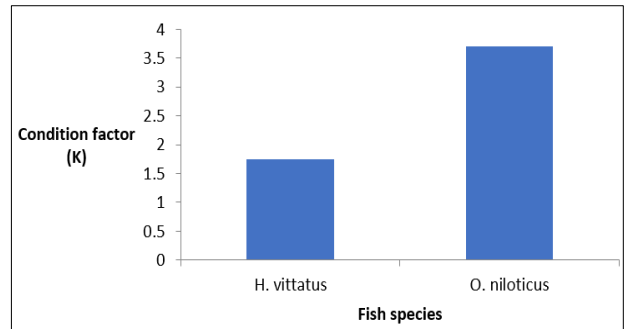 4
3.5
3
2.5
2
1.5
1
0.5
0
Condition factor
(K)
H. vittatus O. niloticus
Fish species